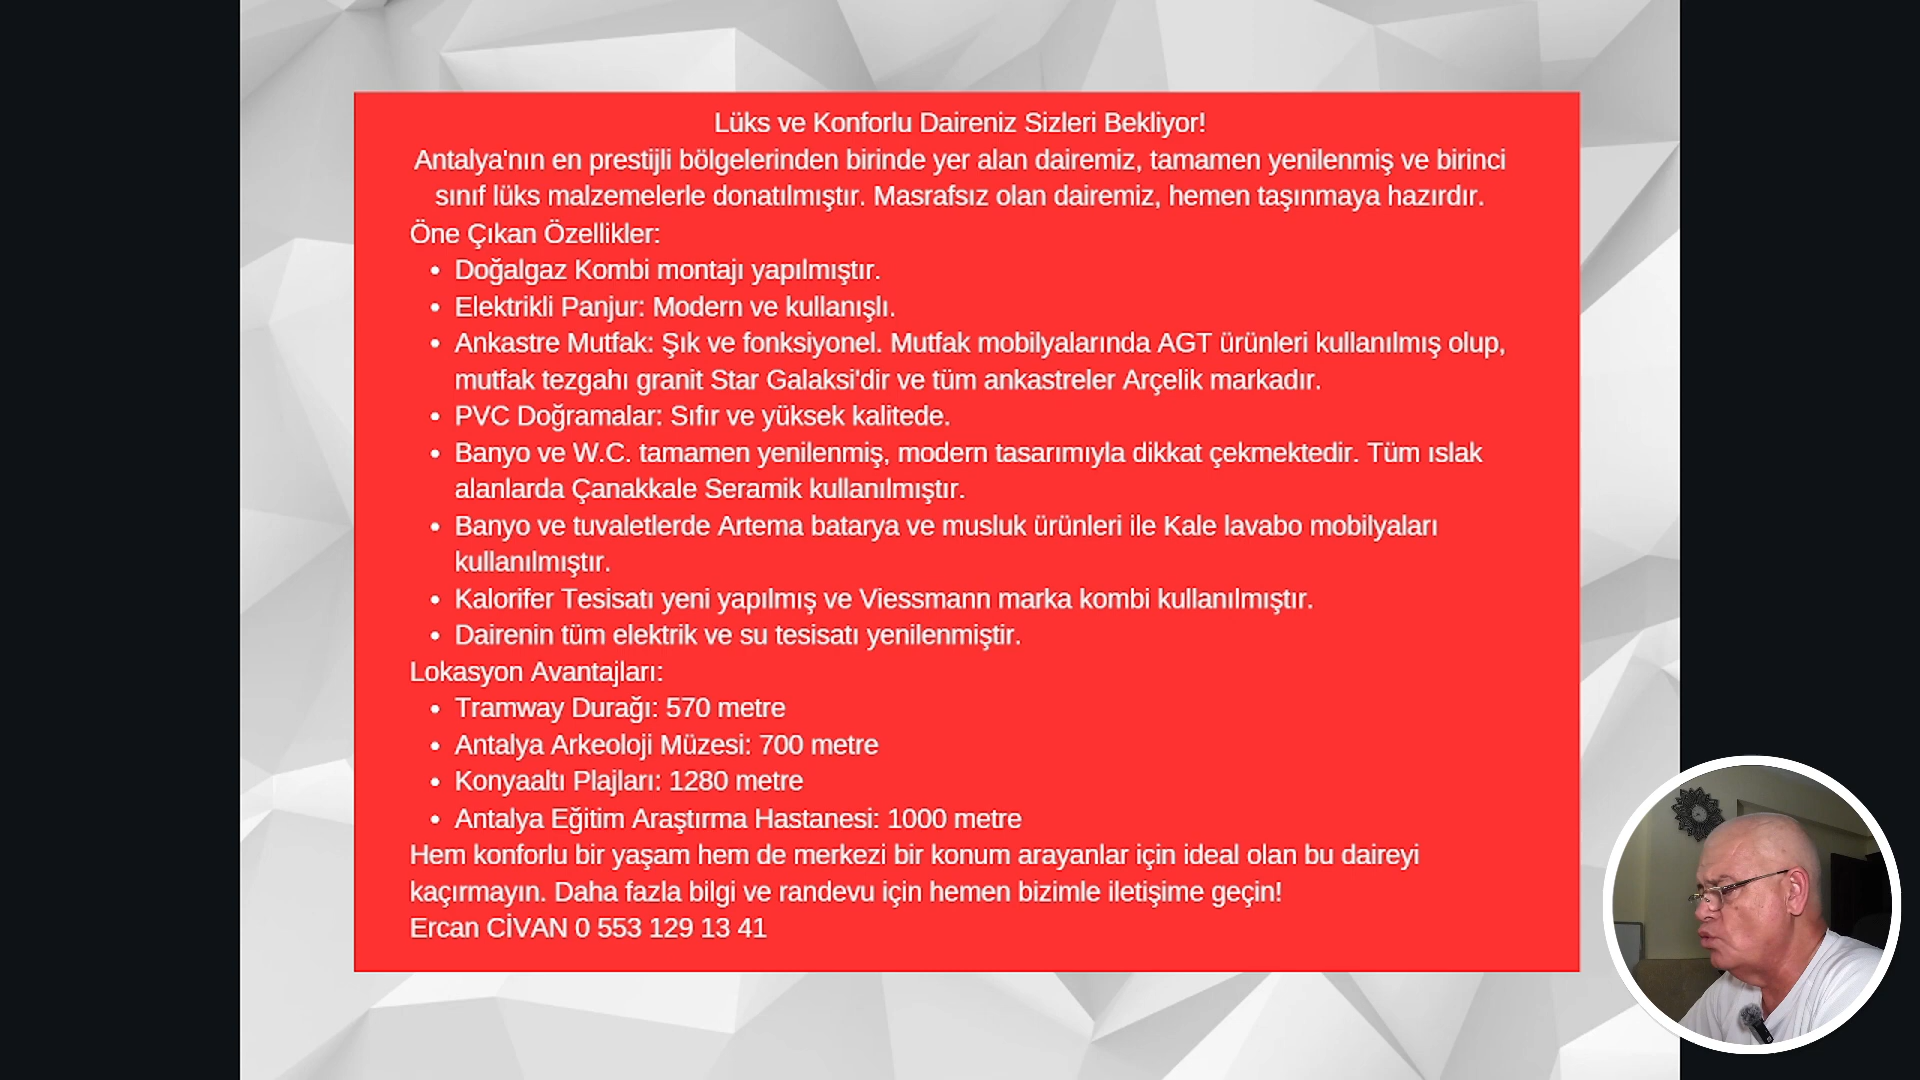 Lüks ve Konforlu Daireniz Sizleri Bekliyor!
Antalya'nın en prestijli bölgelerinden birinde yer alan dairemiz, tamamen yenilenmiş ve birinci
sınıf lüks malzemelerle donatılmıştır. Masrafsız olan dairemiz, hemen taşınmaya hazırdır.
Öne Çıkan Özellikler:
• Doğalgaz Kombi montajı yapılmıştır.
• Elektrikli Panjur: Modern ve kullanışlı.
• Ankastre Mutfak: Şık ve fonksiyonel. Mutfak mobilyalarında AGT ürünleri kullanılmış olup,
mutfak tezgahı granit Star Galaksi'dir ve tüm ankastreler Arçelik markadır.
• PVC Doğramalar: Sıfır ve yüksek kalitede.
• Banyo ve W.C. tamamen yenilenmiş, modern tasarımıyla dikkat çekmektedir. Tüm ıslak
alanlarda Çanakkale Seramik kullanılmıştır.
• Banyo ve tuvaletlerde Artema batarya ve musluk ürünleri ile Kale lavabo mobilyaları
kullanılmıştır.
• Kalorifer Tesisatı yeni yapılmış ve Viessmann marka kombi kullanılmıştır.
• Dairenin tüm elektrik ve su tesisatı yenilenmiştir.
Lokasyon Avantajları:
• Tramway Durağı: 570 metre
• Antalya Arkeoloji Müzesi: 700 metre
• Konyaaltı Plajları: 1280 metre
• Antalya Eğitim Araştırma Hastanesi: 1000 metre
Hem konforlu bir yaşam hem de merkezi bir konum arayanlar için ideal olan bu daireyi
kaçırmayın. Daha fazla bilgi ve randevu için hemen bizimle iletişime geçin!
Ercan CİVAN 0 553 129 13 41